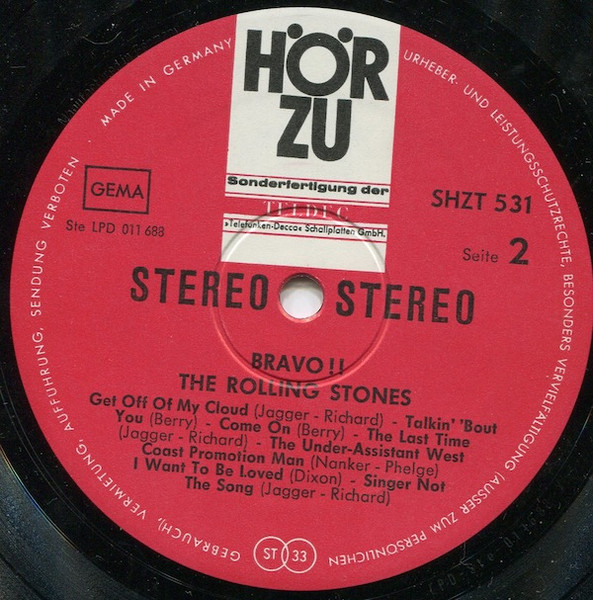 HÖR
ZU
Sonderfertigung der
TELDEC
»Telefunken-Decca« Schallplatten GmbH.
MADE IN GERMANY
URHEBER- UND LEISTUNGSSCHUTZRECHTE, BESONDERS VERVIELFÄLTIGUNG (AUSSER ZUM PERSÖNLICHEN
GEBRAUCH), VERMIETUNG, AUFFÜHRUNG, SENDUNG VERBOTEN
GEMA
Ste LPD 011 688
SHZT 531
Seite 2
STEREO STEREO
BRAVO!!
THE ROLLING STONES
Get Off Of My Cloud (Jagger - Richard) - Talkin' 'Bout
You (Berry) - Come On (Berry) - The Last Time
(Jagger - Richard) - The Under-Assistant West
Coast Promotion Man (Nanker - Phelge)
I Want To Be Loved (Dixon) - Singer Not
The Song (Jagger - Richard)
ST 33